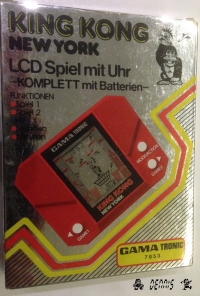 KING KONG
NEW YORK
LCD Spiel mit Uhr
-KOMPLETT mit Batterien-
FUNKTIONEN
Spiel 1
Spiel 2
GAMA TRONIC
KING KONG
NEW YORK
GAMA TRONIC
DENNIS